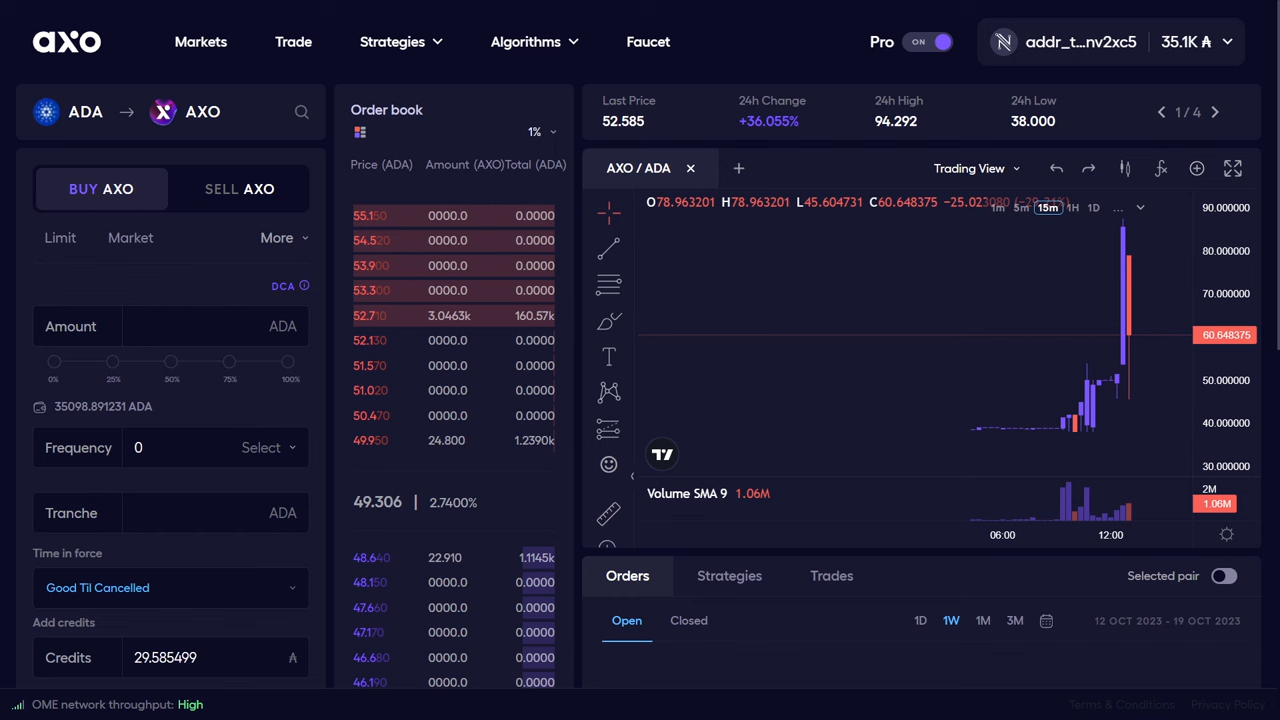 axo
Markets
Trade
Strategies
Algorithms
Faucet
Pro
ON
addr_t...nv2xc5
35.1K ₳
ADA → AXO
BUY AXO
SELL AXO
Limit
Market
More
DCA
Amount
ADA
0%
25%
50%
75%
100%
35098.891231 ADA
Frequency
0
Select
Tranche
ADA
Time in force
Good Til Cancelled
Add credits
Credits
29.585499
₳
Order book
1%
Price (ADA) Amount (AXO) Total (ADA)
55.150 0000.0 0.0000
54.520 0000.0 0.0000
53.900 0000.0 0.0000
53.300 0000.0 0.0000
52.710 3.0463k 160.57k
52.130 0000.0 0.0000
51.570 0000.0 0.0000
51.020 0000.0 0.0000
50.470 0000.0 0.0000
49.950 24.800 1.2390k
49.306 | 2.7400%
48.640 22.910 1.1145k
48.150 0000.0 0.0000
47.660 0000.0 0.0000
47.170 0000.0 0.0000
46.680 0000.0 0.0000
46.190 0000.0 0.0000
Last Price
52.585
24h Change
+36.055%
24h High
94.292
24h Low
38.000
1 / 4
AXO / ADA
Trading View
O78.963201 H78.963201 L45.604731 C60.648375
1m 5m 15m 1H 1D ...
90.000000
80.000000
70.000000
60.648375
50.000000
40.000000
30.000000
Volume SMA 9 1.06M
2M
1.06M
06:00
12:00
Orders
Strategies
Trades
Selected pair
Open
Closed
1D
1W
1M
3M
12 OCT 2023 - 19 OCT 2023
OME network throughput: High
Terms & Conditions
Privacy Policy